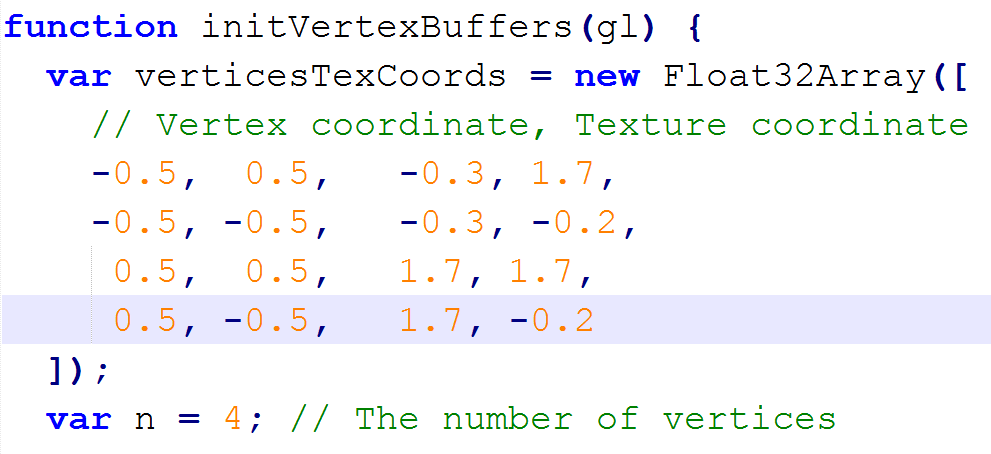 function initVertexBuffers(gl) {
  var verticesTexCoords = new Float32Array([
    // Vertex coordinate, Texture coordinate
    -0.5,  0.5,   -0.3, 1.7,
    -0.5, -0.5,   -0.3, -0.2,
     0.5,  0.5,   1.7, 1.7,
     0.5, -0.5,   1.7, -0.2
  ]);
  var n = 4; // The number of vertices